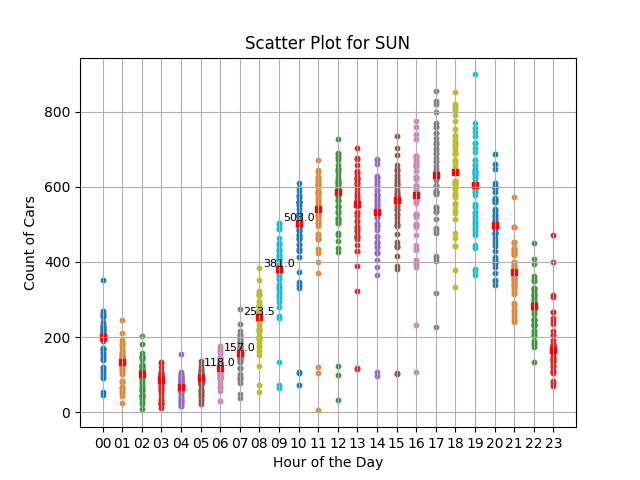 Scatter Plot for SUN
Count of Cars
800
600
400
200
0
503.0
381.0
253.5
157.0
118.0
00 01 02 03 04 05 06 07 08 09 10 11 12 13 14 15 16 17 18 19 20 21 22 23
Hour of the Day